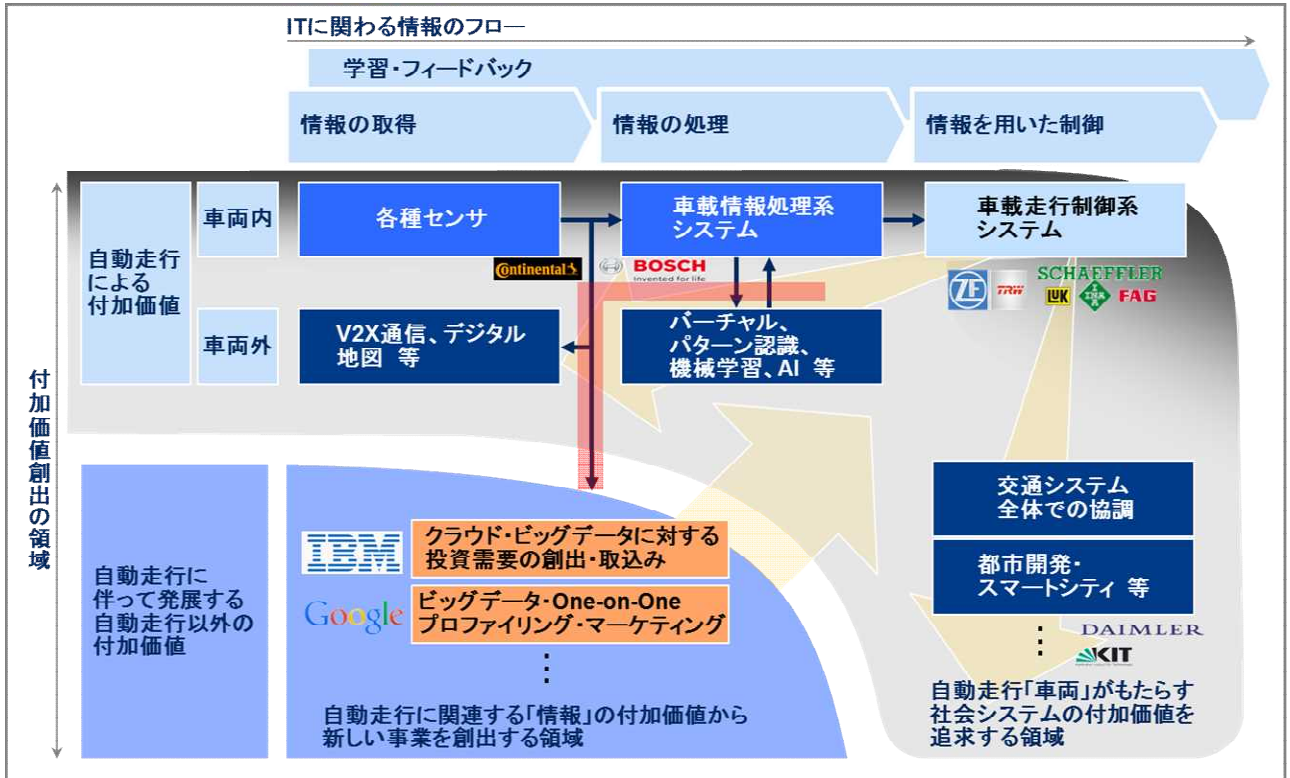 ITに関わる情報のフロー
学習・フィードバック
情報の取得
情報の処理
情報を用いた制御
付加価値創出の領域
自動走行
による
付加価値
車両内
各種センサ
車載情報処理系
システム
車載走行制御系
システム
Continental
BOSCH
Invented for life
ZF
TRW
SCHAEFFLER
LUK
INA
FAG
車両外
V2X通信、デジタル
地図 等
バーチャル、
パターン認識、
機械学習、AI 等
自動走行に
伴って発展する
自動走行以外の
付加価値
IBM
クラウド・ビッグデータに対する
投資需要の創出・取込み
Google
ビッグデータ・One-on-One
プロファイリング・マーケティング
自動走行に関連する「情報」の付加価値から
新しい事業を創出する領域
交通システム
全体での協調
都市開発・
スマートシティ 等
DAIMLER
KIT
自動走行「車両」がもたらす
社会システムの付加価値を
追求する領域